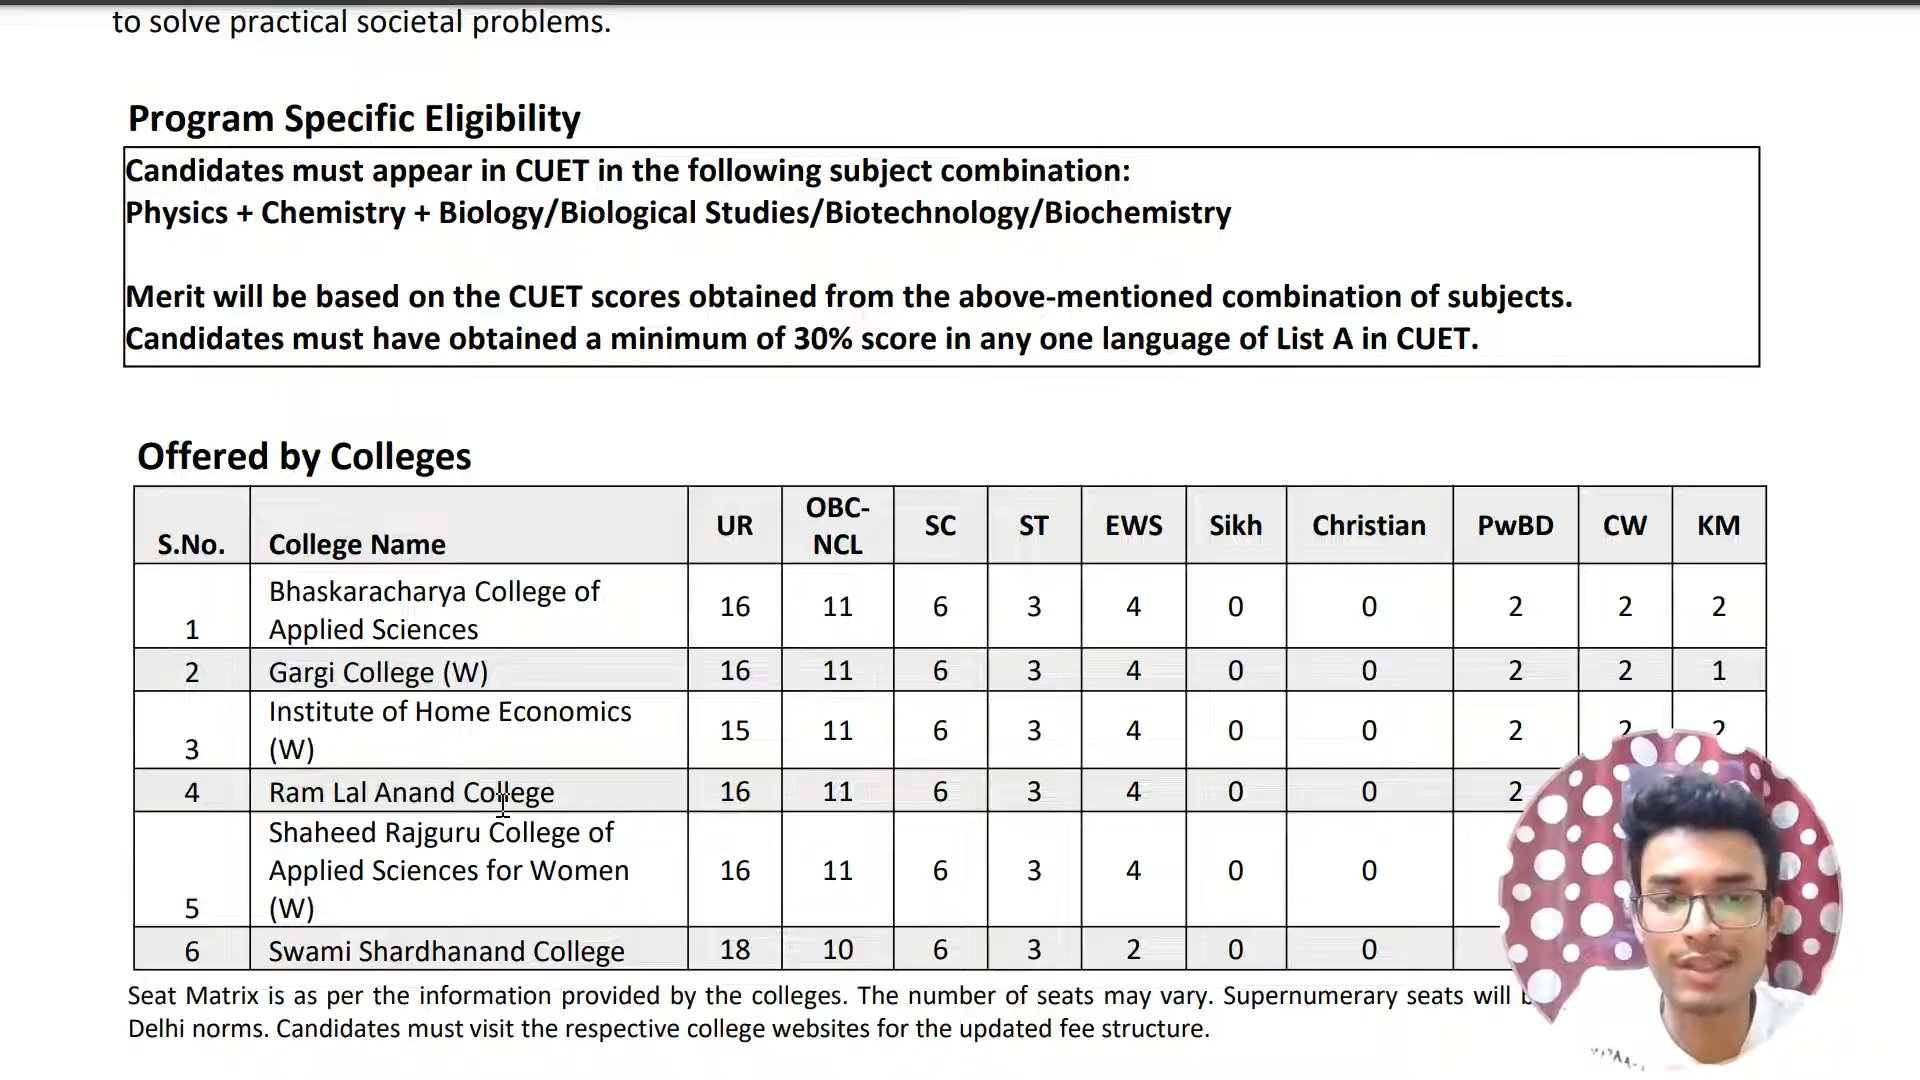 to solve practical societal problems.
Program Specific Eligibility
Candidates must appear in CUET in the following subject combination:
Physics + Chemistry + Biology/Biological Studies/Biotechnology/Biochemistry
Merit will be based on the CUET scores obtained from the above-mentioned combination of subjects.
Candidates must have obtained a minimum of 30% score in any one language of List A in CUET.
Offered by Colleges
S.No. College Name UR OBC-NCL SC ST EWS Sikh Christian PwBD CW KM
1 Bhaskaracharya College of Applied Sciences 16 11 6 3 4 0 0 2 2 2
2 Gargi College (W) 16 11 6 3 4 0 0 2 2 1
3 Institute of Home Economics (W) 15 11 6 3 4 0 0 2 2 2
4 Ram Lal Anand College 16 11 6 3 4 0 0 2
5 Shaheed Rajguru College of Applied Sciences for Women (W) 16 11 6 3 4 0 0
6 Swami Shardhanand College 18 10 6 3 2 0 0
Seat Matrix is as per the information provided by the colleges. The number of seats may vary. Supernumerary seats will
Delhi norms. Candidates must visit the respective college websites for the updated fee structure.